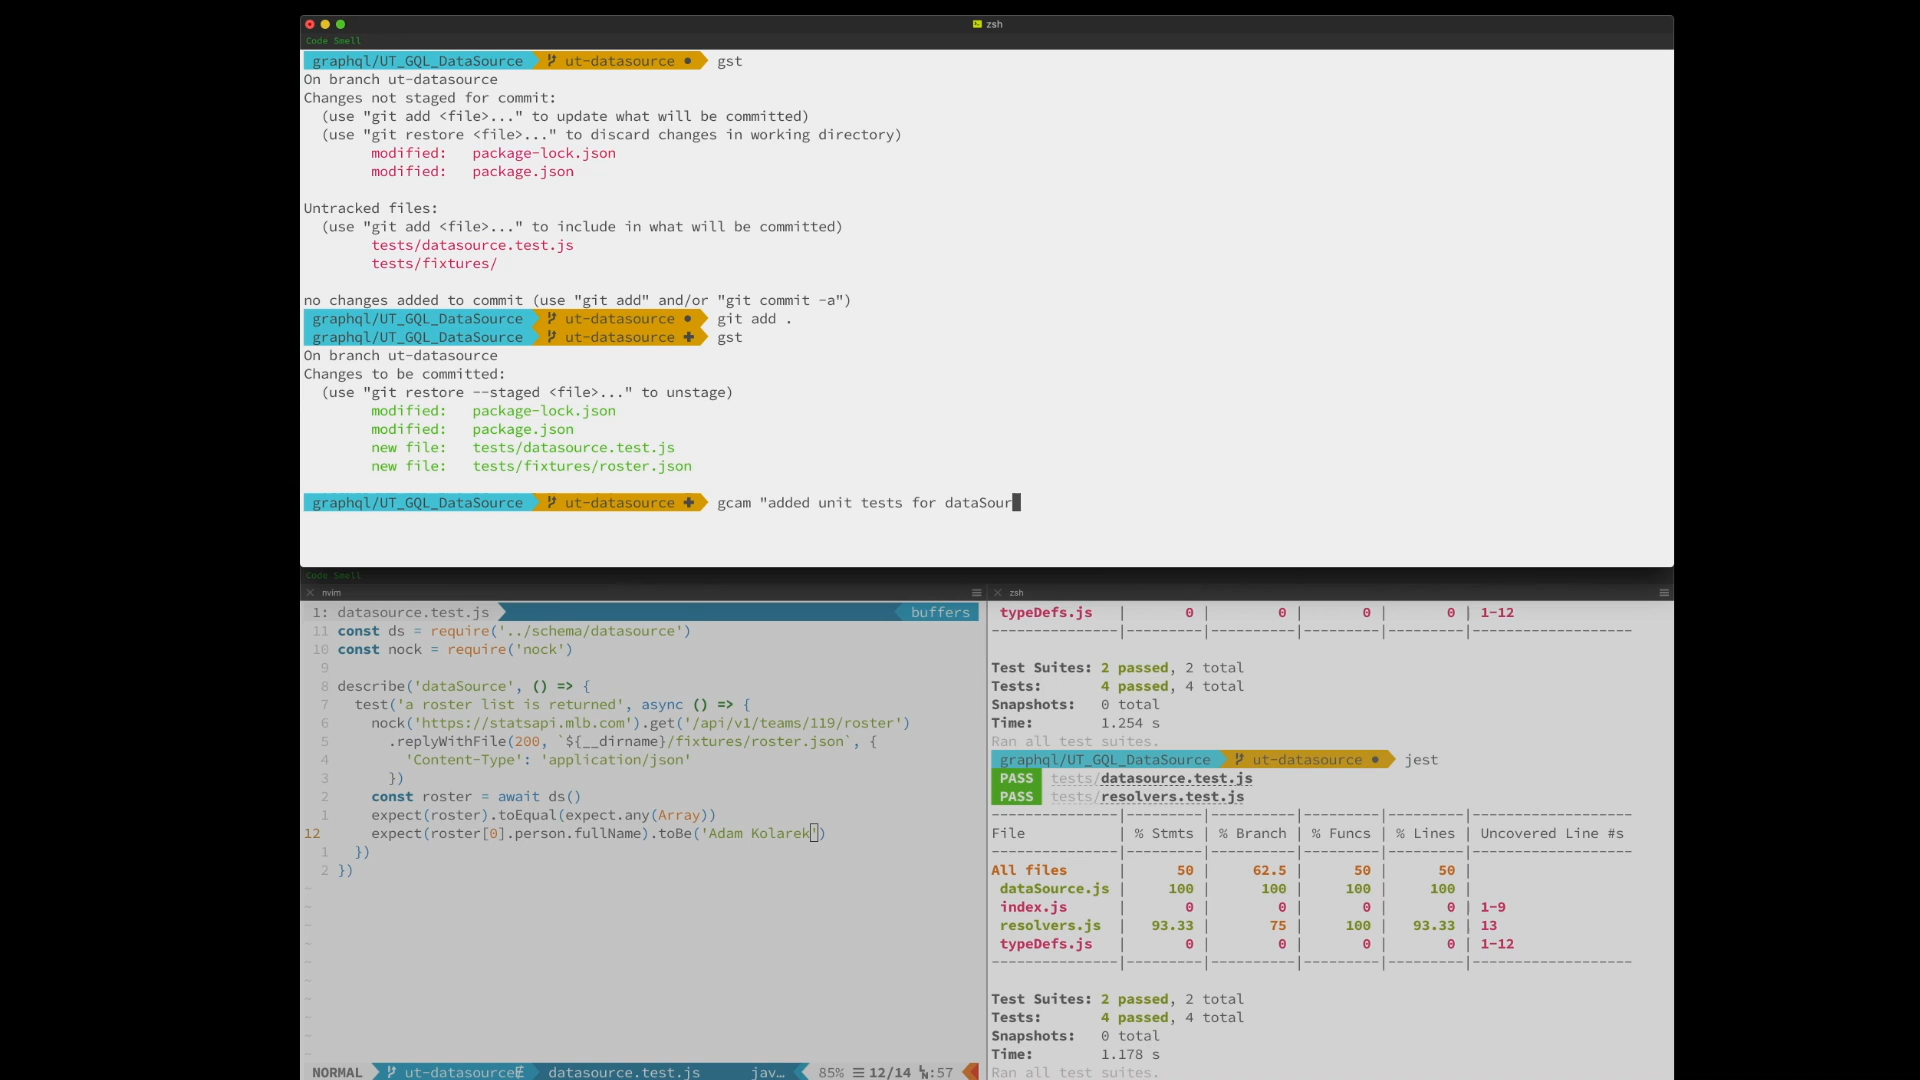 zsh
Code Smell
graphql/UT_GQL_DataSource ut-datasource ● gst
On branch ut-datasource
Changes not staged for commit:
(use "git add <file>..." to update what will be committed)
(use "git restore <file>..." to discard changes in working directory)
modified: package-lock.json
modified: package.json
Untracked files:
(use "git add <file>..." to include in what will be committed)
tests/datasource.test.js
tests/fixtures/
no changes added to commit (use "git add" and/or "git commit -a")
graphql/UT_GQL_DataSource ut-datasource ● git add .
graphql/UT_GQL_DataSource ut-datasource ✚ gst
On branch ut-datasource
Changes to be committed:
(use "git restore --staged <file>..." to unstage)
modified: package-lock.json
modified: package.json
new file: tests/datasource.test.js
new file: tests/fixtures/roster.json
graphql/UT_GQL_DataSource ut-datasource ✚ gcam "added unit tests for dataSour
Code Smell
nvim
1: datasource.test.js buffers
11 const ds = require('../schema/datasource')
10 const nock = require('nock')
9
8 describe('dataSource', () => {
7 test('a roster list is returned', async () => {
6 nock('https://statsapi.mlb.com').get('/api/v1/teams/119/roster')
5 .replyWithFile(200, `${__dirname}/fixtures/roster.json`, {
4 'Content-Type': 'application/json'
3 })
2 const roster = await ds()
1 expect(roster).toEqual(expect.any(Array))
12 expect(roster[0].person.fullName).toBe('Adam Kolarek')
1 })
2 })
~
~
~
~
~
~
~
~
~
~
NORMAL ut-datasource datasource.test.js jav… 85% ☰ 12/14 :57
zsh
typeDefs.js | 0 | 0 | 0 | 0 | 1-12
---------------|---------|----------|---------|---------|-------------------
Test Suites: 2 passed, 2 total
Tests: 4 passed, 4 total
Snapshots: 0 total
Time: 1.254 s
Ran all test suites.
graphql/UT_GQL_DataSource ut-datasource ● jest
PASS tests/datasource.test.js
PASS tests/resolvers.test.js
---------------|---------|----------|---------|---------|-------------------
File | % Stmts | % Branch | % Funcs | % Lines | Uncovered Line #s
---------------|---------|----------|---------|---------|-------------------
All files | 50 | 62.5 | 50 | 50 |
dataSource.js | 100 | 100 | 100 | 100 |
index.js | 0 | 0 | 0 | 0 | 1-9
resolvers.js | 93.33 | 75 | 100 | 93.33 | 13
typeDefs.js | 0 | 0 | 0 | 0 | 1-12
---------------|---------|----------|---------|---------|-------------------
Test Suites: 2 passed, 2 total
Tests: 4 passed, 4 total
Snapshots: 0 total
Time: 1.178 s
Ran all test suites.